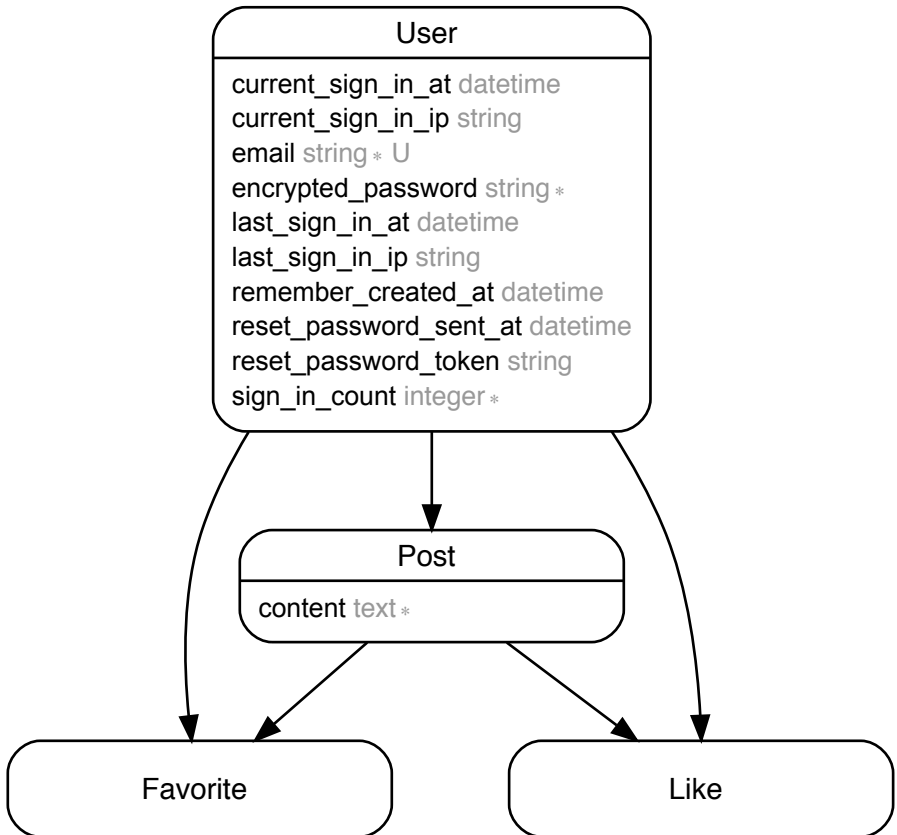 User
current_sign_in_at datetime
current_sign_in_ip string
email string * U
encrypted_password string *
last_sign_in_at datetime
last_sign_in_ip string
remember_created_at datetime
reset_password_sent_at datetime
reset_password_token string
sign_in_count integer *
Post
content text *
Favorite
Like